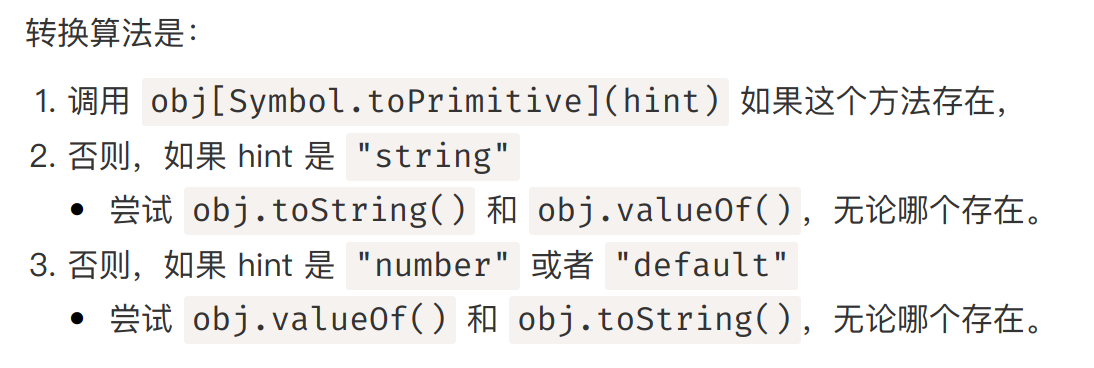 转换算法是：
1. 调用 obj[Symbol.toPrimitive](hint) 如果这个方法存在，
2. 否则，如果 hint 是 "string"
• 尝试 obj.toString() 和 obj.valueOf()，无论哪个存在。
3. 否则，如果 hint 是 "number" 或者 "default"
• 尝试 obj.valueOf() 和 obj.toString()，无论哪个存在。